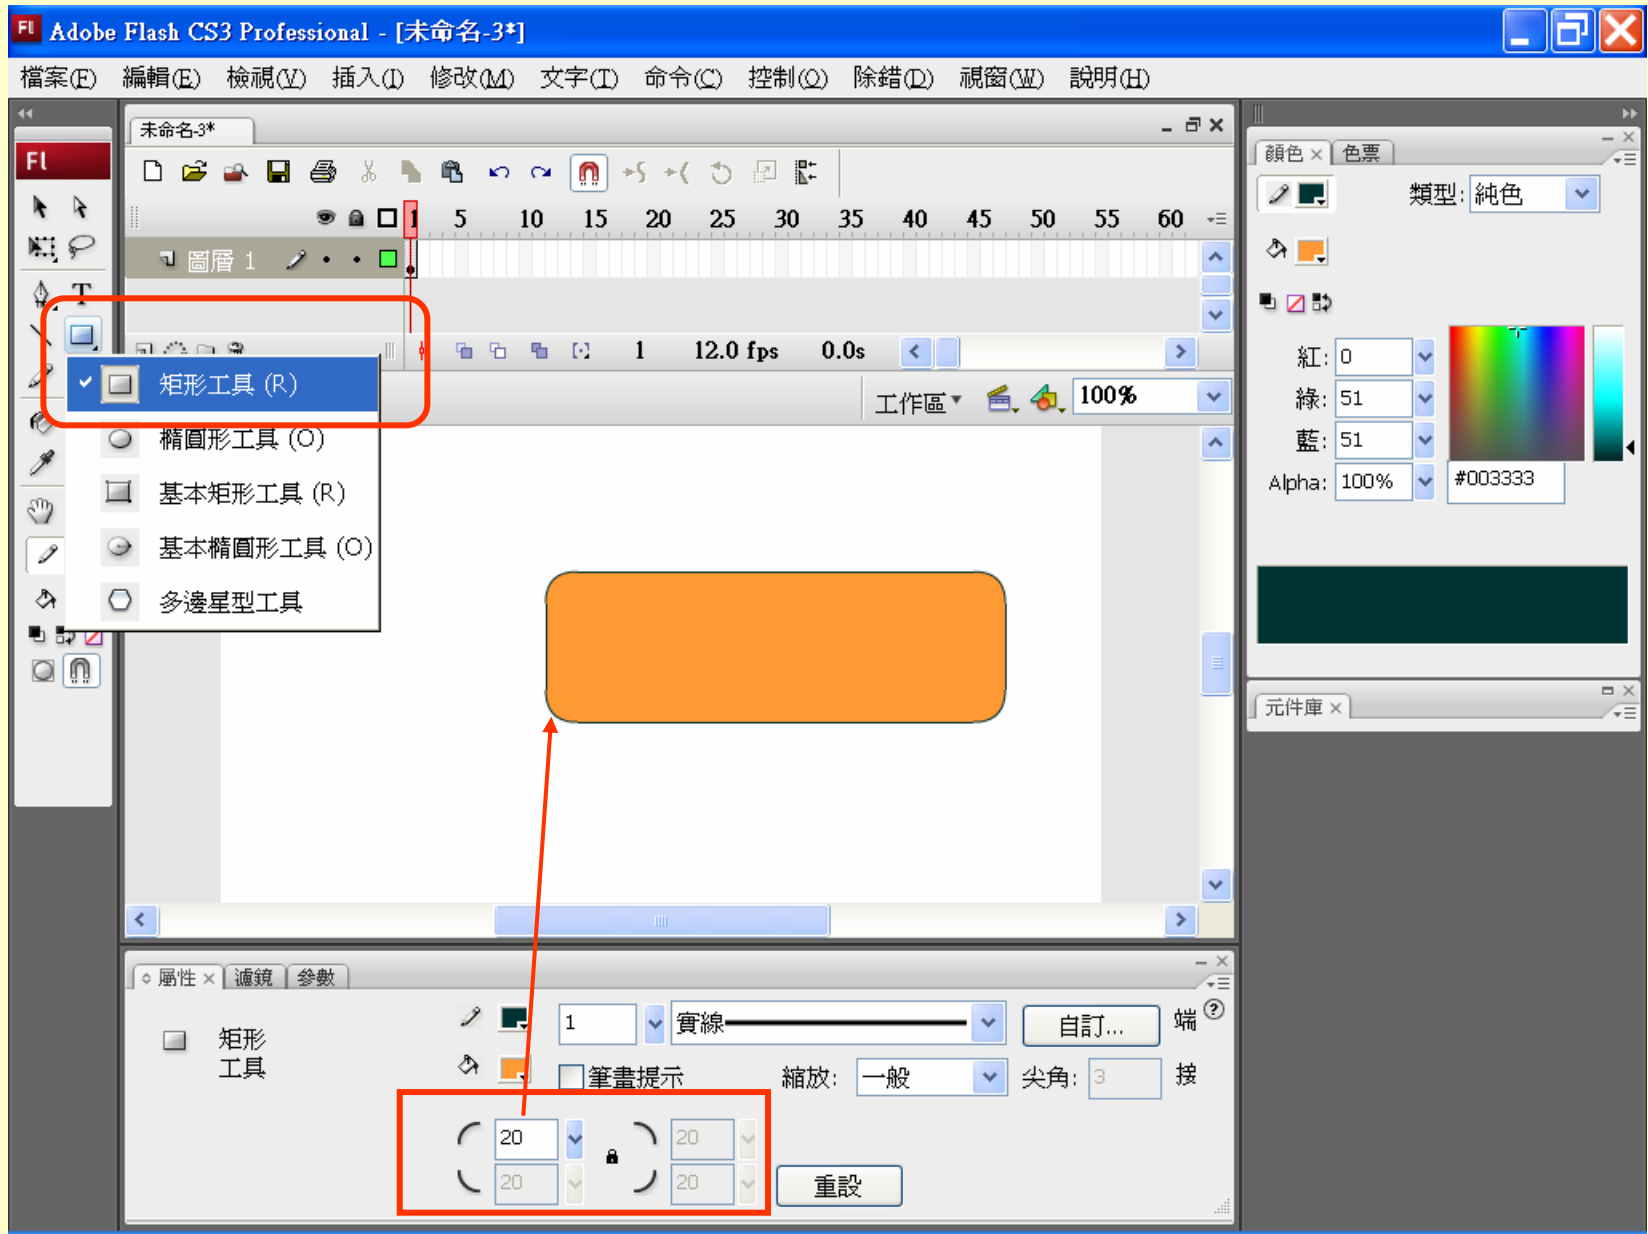 Fl Adobe Flash CS3 Professional - [未命名-3*]
檔案(F) 編輯(E) 檢視(V) 插入(I) 修改(M) 文字(T) 命令(C) 控制(O) 除錯(D) 視窗(W) 說明(H)
未命名-3*
Fl
1 5 10 15 20 25 30 35 40 45 50 55 60
圖層 1
T
1 12.0 fps 0.0s
矩形工具 (R)
橢圓形工具 (O)
基本矩形工具 (R)
基本橢圓形工具 (O)
多邊星型工具
工作區 100%
顏色 色票
類型: 純色
紅: 0
綠: 51
藍: 51
Alpha: 100% #003333
元件庫
屬性 濾鏡 參數
矩形
工具
1 實線 自訂... 端
筆畫提示 縮放: 一般 尖角: 3 接
20 20
20 20
重設